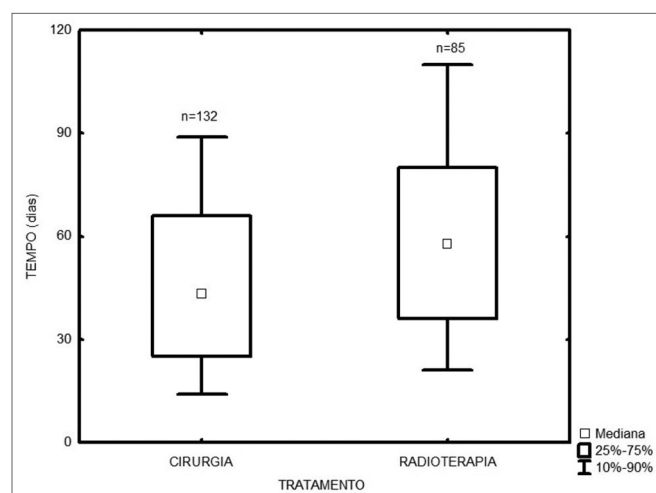 120
n=85
n=132
90
TEMPO (dias)
60
30
0
CIRURGIA
RADIOTERAPIA
TRATAMENTO
Mediana
25%-75%
10%-90%